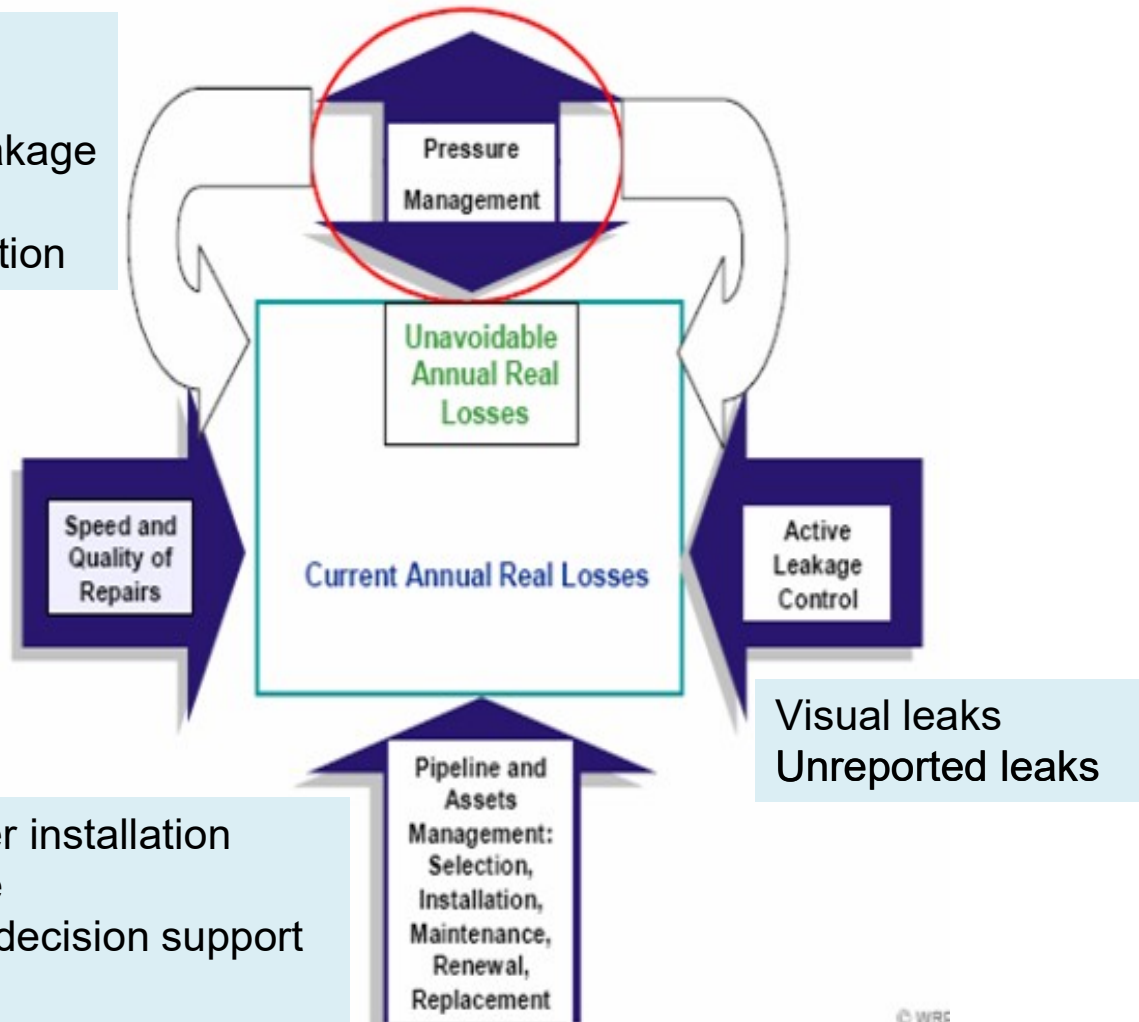 akage
tion
Pressure
Management
Unavoidable
Annual Real
Losses
Speed and
Quality of
Repairs
Current Annual Real Losses
Active
Leakage
Control
Visual leaks
Unreported leaks
Pipeline and
Assets
Management:
Selection,
Installation,
Maintenance,
Renewal,
Replacement
er installation
e
decision support
© WRP